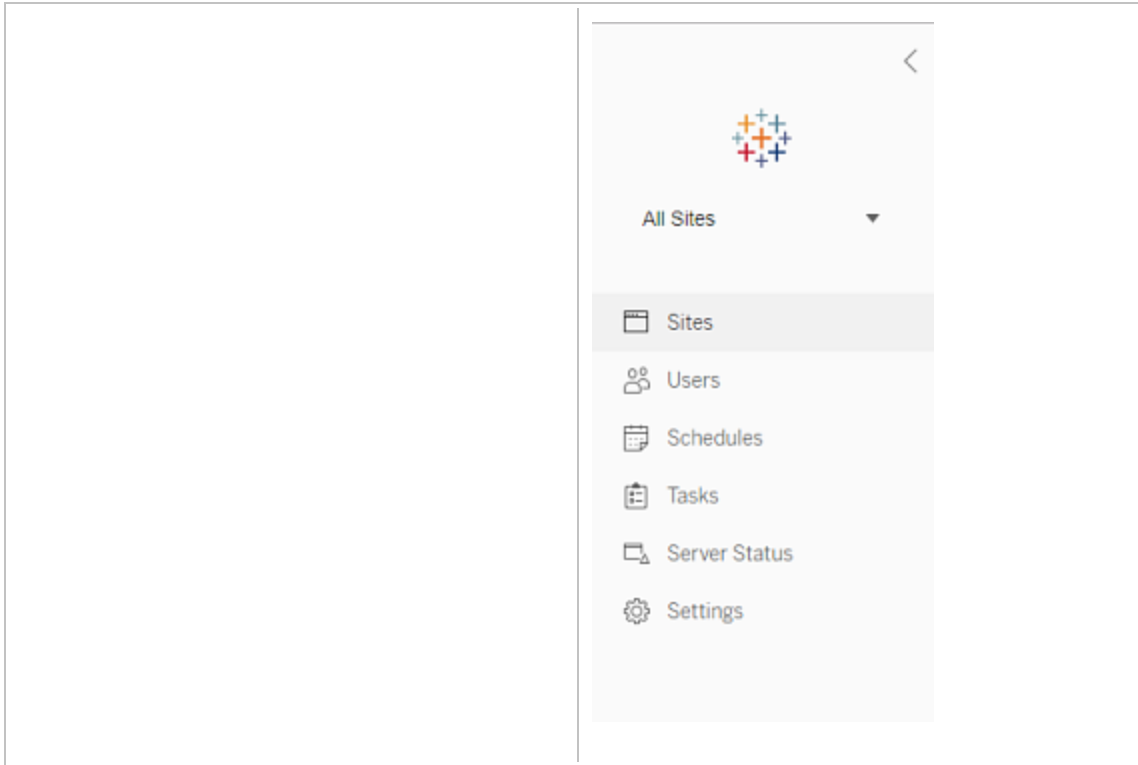 All Sites
Sites
Users
Schedules
Tasks
Server Status
Settings